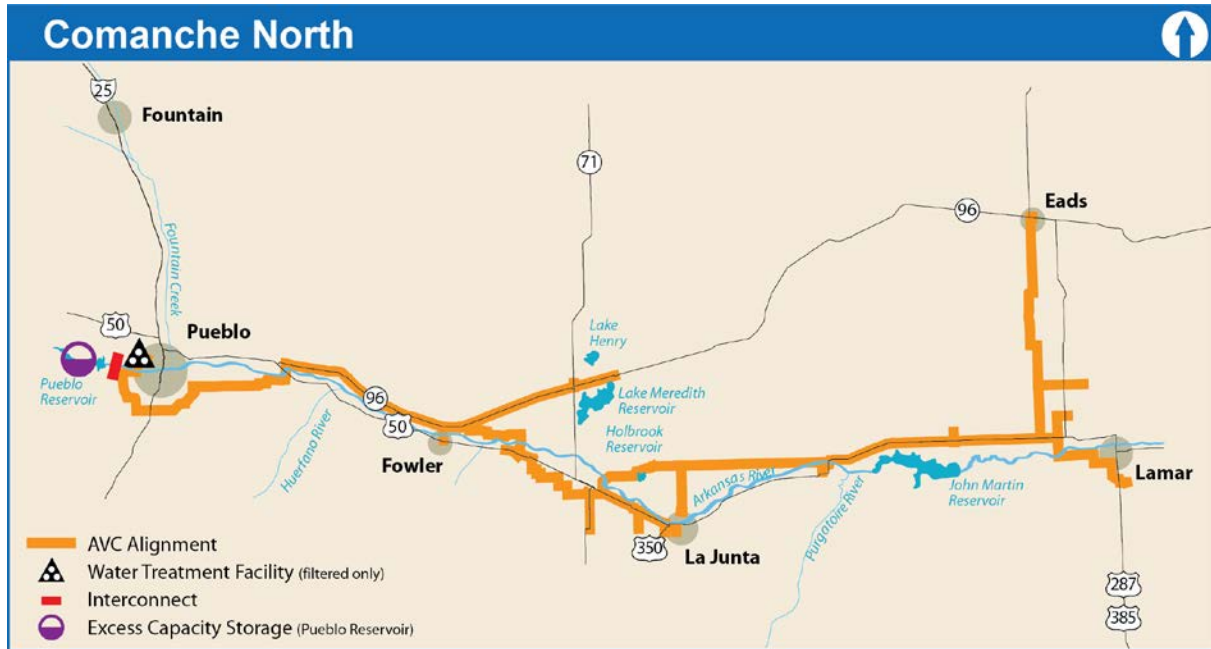 Comanche North
25
Fountain
71
96
Eads
Fountain Creek
50
Pueblo
Lake
Henry
Pueblo
Reservoir
96
Lake Meredith
Reservoir
50
Holbrook
Reservoir
Huerfano River
Fowler
Arkansas River
Purgatoire River
John Martin
Reservoir
Lamar
350
La Junta
287
385
AVC Alignment
Water Treatment Facility (filtered only)
Interconnect
Excess Capacity Storage (Pueblo Reservoir)